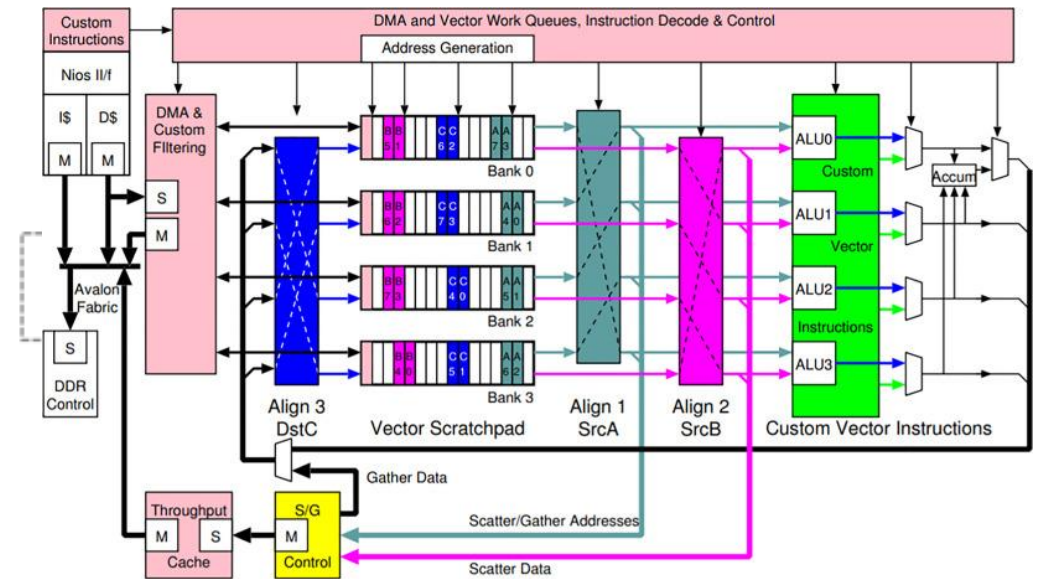 Custom
Instructions
DMA and Vector Work Queues, Instruction Decode & Control
Address Generation
Nios II/f
I$ D$
M M
DMA &
Custom
FIltering
S
M
Avalon
Fabric
S
DDR
Control
B B C C A A
5 1 6 2 7 3
Bank 0
B B C C A A
6 2 7 3 4 0
Bank 1
B B C C A A
7 3 4 0 5 1
Bank 2
B B C C A A
4 0 5 1 6 2
Bank 3
ALU0
Custom
ALU1
Vector
ALU2
Instructions
ALU3
Accum
Align 3
DstC
Vector Scratchpad
Align 1
SrcA
Align 2
SrcB
Custom Vector Instructions
Gather Data
Throughput
M S
Cache
S/G
M
Control
Scatter/Gather Addresses
Scatter Data